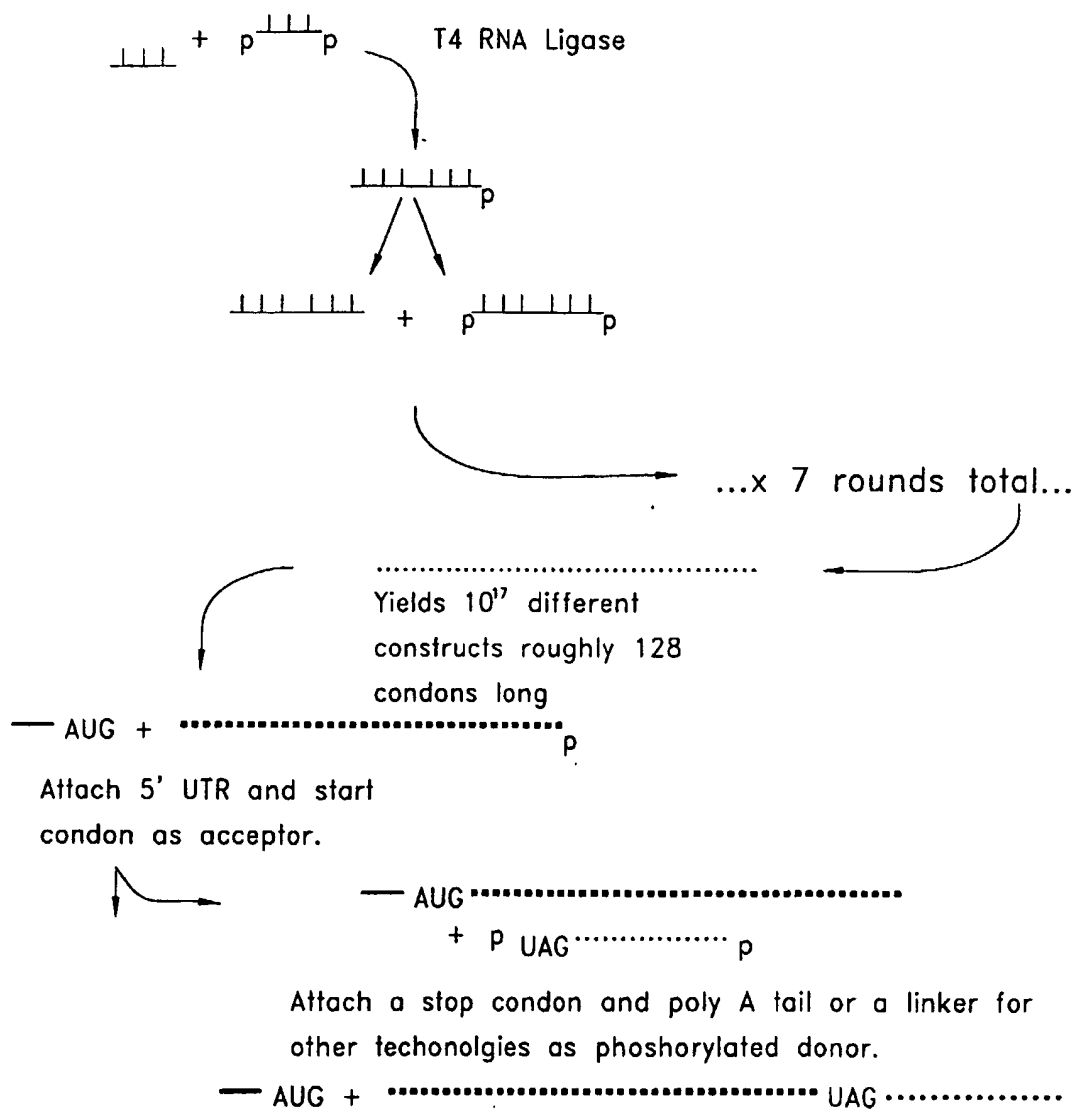 + p p T4 RNA Ligase
p
+ p p
...x 7 rounds total...
Yields 10¹⁷ different
constructs roughly 128
condons long
AUG + p
Attach 5' UTR and start
condon as acceptor.
AUG
+ p UAG p
Attach a stop condon and poly A tail or a linker for
other techonolgies as phoshorylated donor.
AUG + UAG